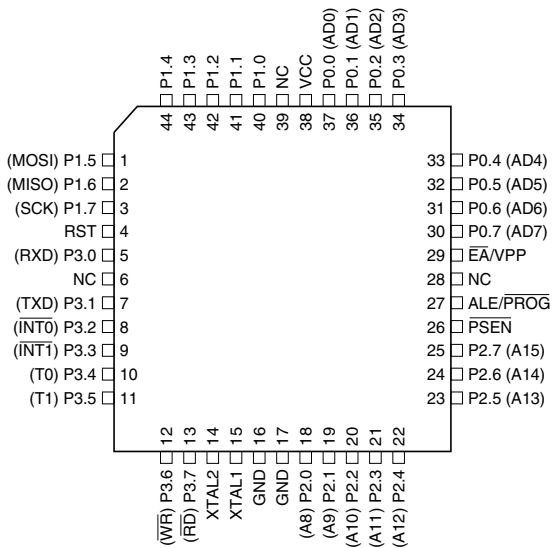 P1.4
P1.3
P1.2
P1.1
P1.0
NC
VCC
P0.0 (AD0)
P0.1 (AD1)
P0.2 (AD2)
P0.3 (AD3)
44
43
42
41
40
39
38
37
36
35
34
(MOSI) P1.5 1
(MISO) P1.6 2
(SCK) P1.7 3
RST 4
(RXD) P3.0 5
NC 6
(TXD) P3.1 7
(I̅N̅T̅0̅) P3.2 8
(I̅N̅T̅1̅) P3.3 9
(T0) P3.4 10
(T1) P3.5 11
33 P0.4 (AD4)
32 P0.5 (AD5)
31 P0.6 (AD6)
30 P0.7 (AD7)
29 E̅A̅/VPP
28 NC
27 ALE/P̅R̅O̅G̅
26 P̅S̅E̅N̅
25 P2.7 (A15)
24 P2.6 (A14)
23 P2.5 (A13)
12
13
14
15
16
17
18
19
20
21
22
(W̅R̅) P3.6
(R̅D̅) P3.7
XTAL2
XTAL1
GND
GND
(A8) P2.0
(A9) P2.1
(A10) P2.2
(A11) P2.3
(A12) P2.4